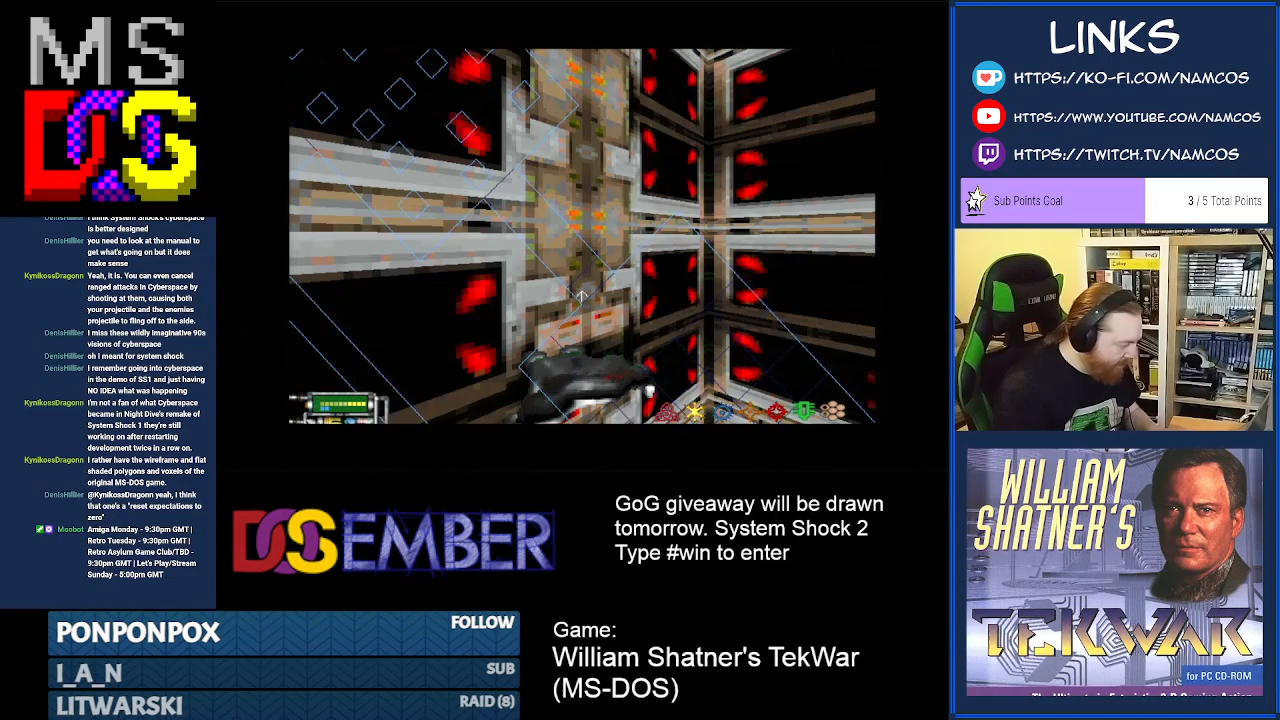 MS
DOS
DenisHillier I think System Shock's Cyberspace
is better designed
DenisHillier you need to look at the manual to
get what's going on but it does
make sense
KynikossDragonn Yeah, it is. You can even cancel
ranged attacks in Cyberspace by
shooting at them, causing both
your projectile and the enemies
projectile to fling off to the side.
DenisHillier I miss these wildly imaginative 90s
visions of cyberspace
DenisHillier oh I meant for system shock
DenisHillier I remember going into cyberspace
in the demo of SS1 and just having
NO IDEA what was happening
KynikossDragonn I'm not a fan of what Cyberspace
became in Night Dive's remake of
System Shock 1 they're still
working on after restarting
development twice in a row on.
KynikossDragonn I rather have the wireframe and flat
shaded polygons and voxels of the
original MS-DOS game.
DenisHillier @KynikossDragonn yeah, I think
that one's a "reset expectations to
zero"
Moobot Amiga Monday - 9:30pm GMT |
Retro Tuesday - 9:30pm GMT |
Retro Asylum Game Club/TBD -
9:30pm GMT | Let's Play/Stream
Sunday - 5:00pm GMT
DOSEMBER
GoG giveaway will be drawn
tomorrow. System Shock 2
Type #win to enter
PONPONPOX FOLLOW
I_A_N SUB
LITWARSKI RAID (8)
Game:
William Shatner's TekWar
(MS-DOS)
LINKS
HTTPS://KO-FI.COM/NAMCOS
HTTPS://WWW.YOUTUBE.COM/NAMCOS
HTTPS://TWITCH.TV/NAMCOS
Sub Points Goal 3 / 5 Total Points
WILLIAM
SHATNER'S
TEKWAR
for PC CD-ROM